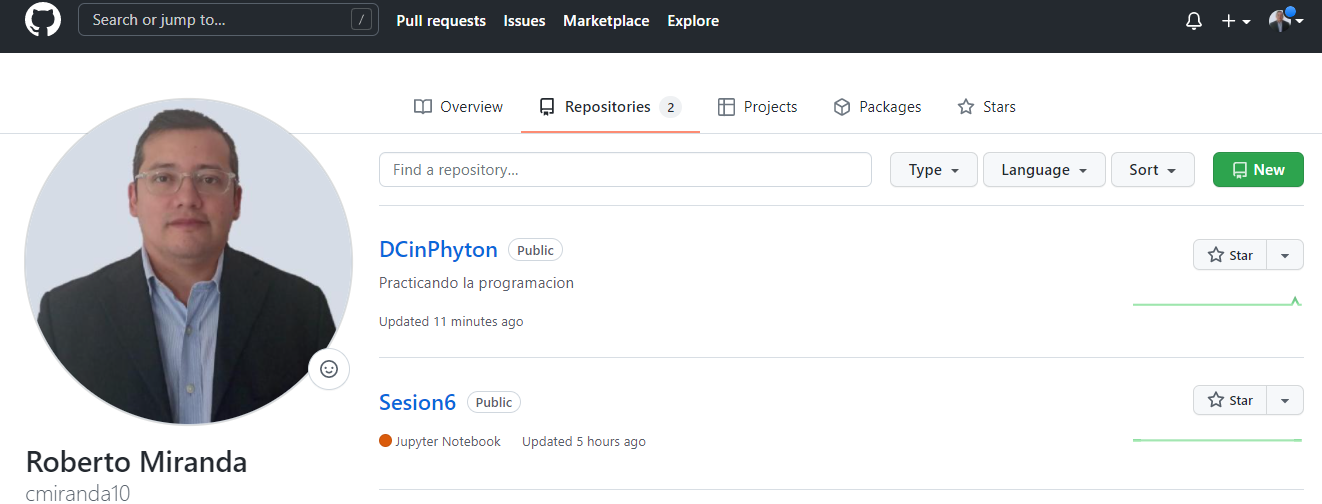 Search or jump to... / Pull requests Issues Marketplace Explore
Overview Repositories 2 Projects Packages Stars
Find a repository... Type Language Sort New
DCinPhyton Public Star
Practicando la programacion
Updated 11 minutes ago
Sesion6 Public Star
Jupyter Notebook Updated 5 hours ago
Roberto Miranda
cmiranda10